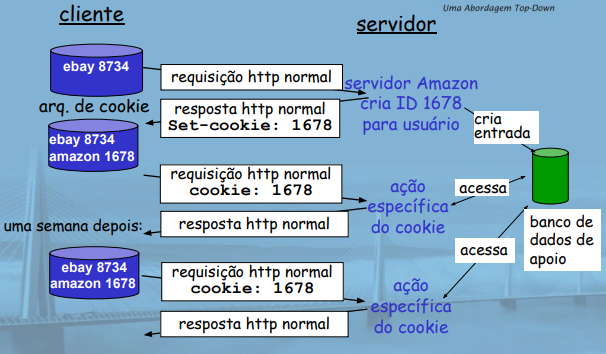 Uma Abordagem Top-Down
cliente
servidor
ebay 8734
requisição http normal
servidor Amazon
cria ID 1678
para usuário
arq. de cookie
resposta http normal
Set-cookie: 1678
cria
entrada
ebay 8734
amazon 1678
requisição http normal
cookie: 1678
ação
específica
do cookie
acessa
resposta http normal
uma semana depois:
banco de
dados de
apoio
acessa
ebay 8734
amazon 1678
requisição http normal
cookie: 1678
ação
específica
do cookie
resposta http normal